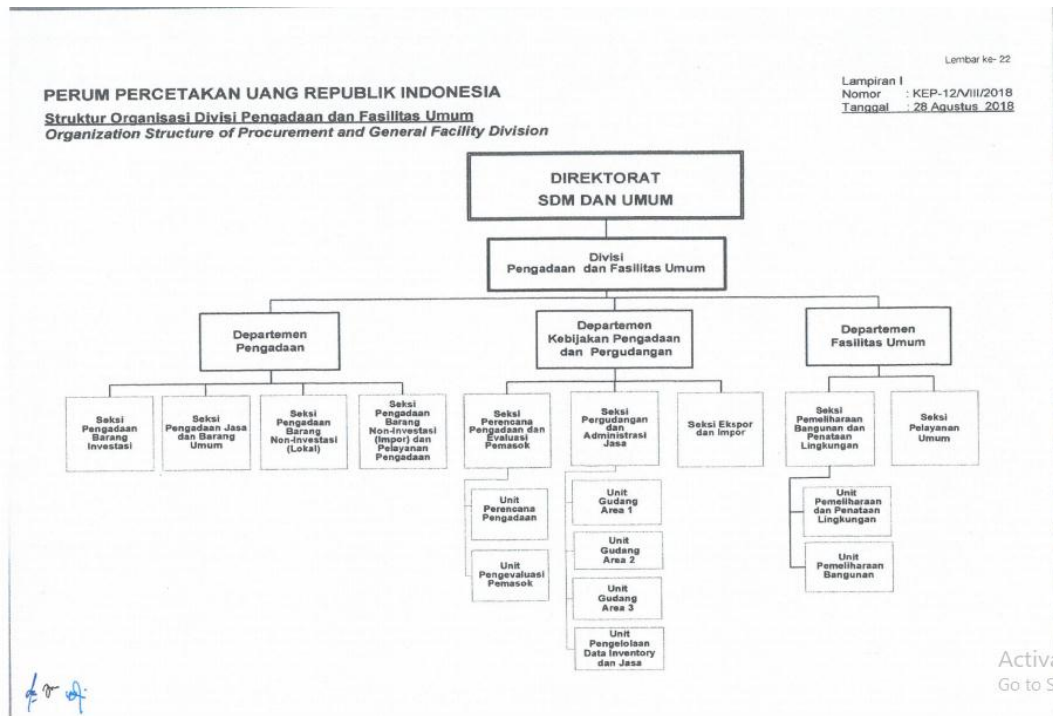 Lembar ke- 22
PERUM PERCETAKAN UANG REPUBLIK INDONESIA
Struktur Organisasi Divisi Pengadaan dan Fasilitas Umum
Organization Structure of Procurement and General Facility Division
Lampiran I
Nomor : KEP-12/VIII/2018
Tanggal : 28 Agustus 2018
DIREKTORAT
SDM DAN UMUM
Divisi
Pengadaan dan Fasilitas Umum
Departemen
Pengadaan
Departemen
Kebijakan Pengadaan
dan Pergudangan
Departemen
Fasilitas Umum
Seksi
Pengadaan
Barang
Investasi
Seksi
Pengadaan Jasa
dan Barang
Umum
Seksi
Pengadaan
Barang
Non-Investasi
(Lokal)
Seksi
Pengadaan
Barang
Non-Investasi
(Impor) dan
Pelayanan
Pengadaan
Seksi
Perencana
Pengadaan dan
Evaluasi
Pemasok
Seksi
Pergudangan
dan
Administrasi
Jasa
Seksi Ekspor
dan Impor
Seksi
Pemeliharaan
Bangunan dan
Penataan
Lingkungan
Seksi
Pelayanan
Umum
Unit
Perencana
Pengadaan
Unit
Pengevaluasi
Pemasok
Unit
Gudang
Area 1
Unit
Gudang
Area 2
Unit
Gudang
Area 3
Unit
Pengelolaan
Data Inventory
dan Jasa
Unit
Pemeliharaan
dan Penataan
Lingkungan
Unit
Pemeliharaan
Bangunan
Activa
Go to S